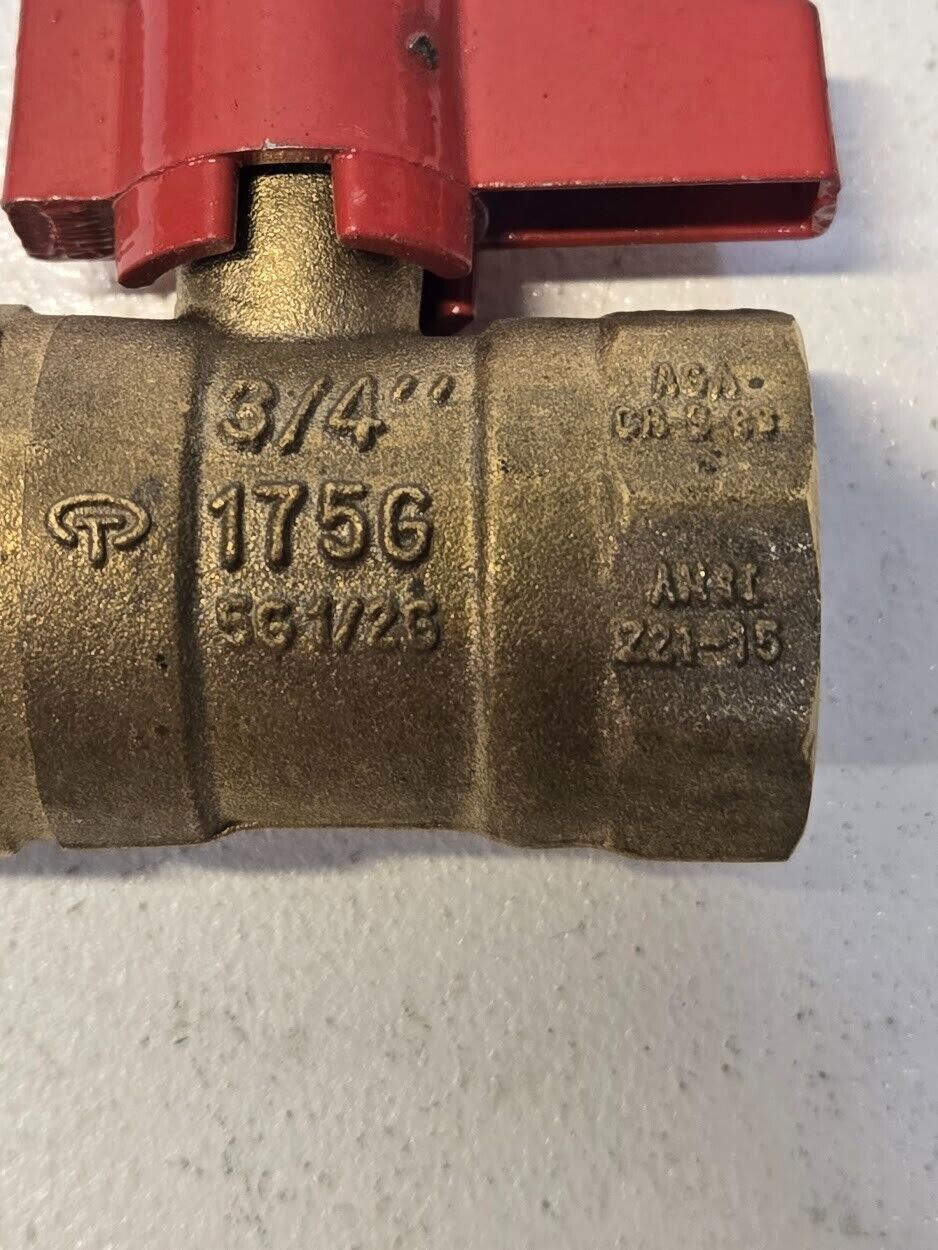 3/4''
175G
5G1/2G
T
AGA
ANSI
Z21-15